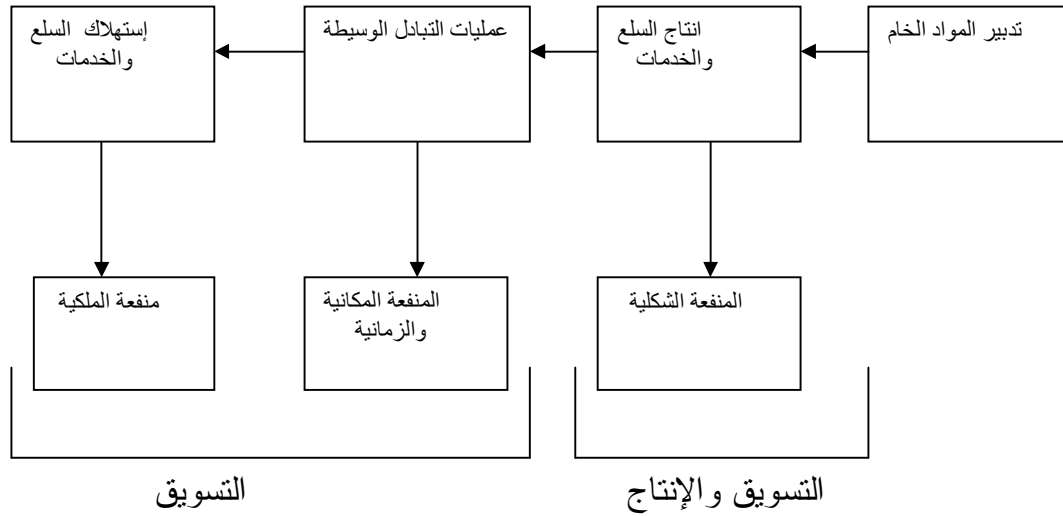 تدبير المواد الخام
انتاج السلع
والخدمات
عمليات التبادل الوسيطة
إستهلاك السلع
والخدمات
المنفعة الشكلية
المنفعة المكانية
والزمانية
منفعة الملكية
التسويق والإنتاج
التسويق